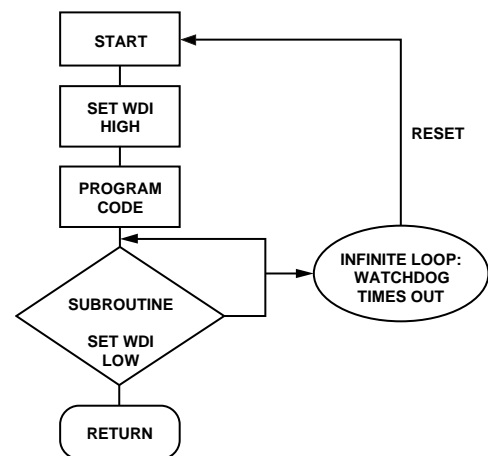 START
SET WDI
HIGH
RESET
PROGRAM
CODE
INFINITE LOOP:
WATCHDOG
TIMES OUT
SUBROUTINE
SET WDI
LOW
RETURN